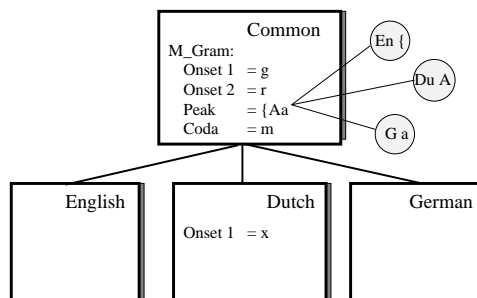 Common
M_Gram:
Onset 1 = g
Onset 2 = r
Peak = {Aa
Coda = m
En {
Du A
G a
English
Dutch
German
Onset 1 = x